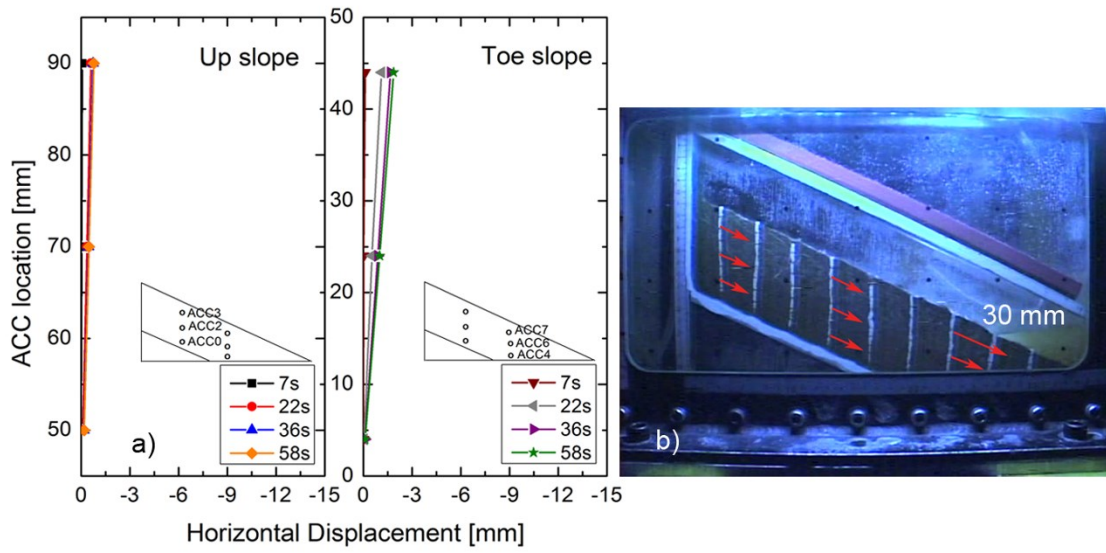 Up slope
Toe slope
ACC location [mm]
90
80
70
60
50
50
40
30
20
10
0
ACC3
ACC2
ACC0
ACC7
ACC6
ACC4
7s
22s
36s
58s
7s
22s
36s
58s
a)
0
-3
-6
-9
-12
-15
0
-3
-6
-9
-12
-15
Horizontal Displacement [mm]
30 mm
b)